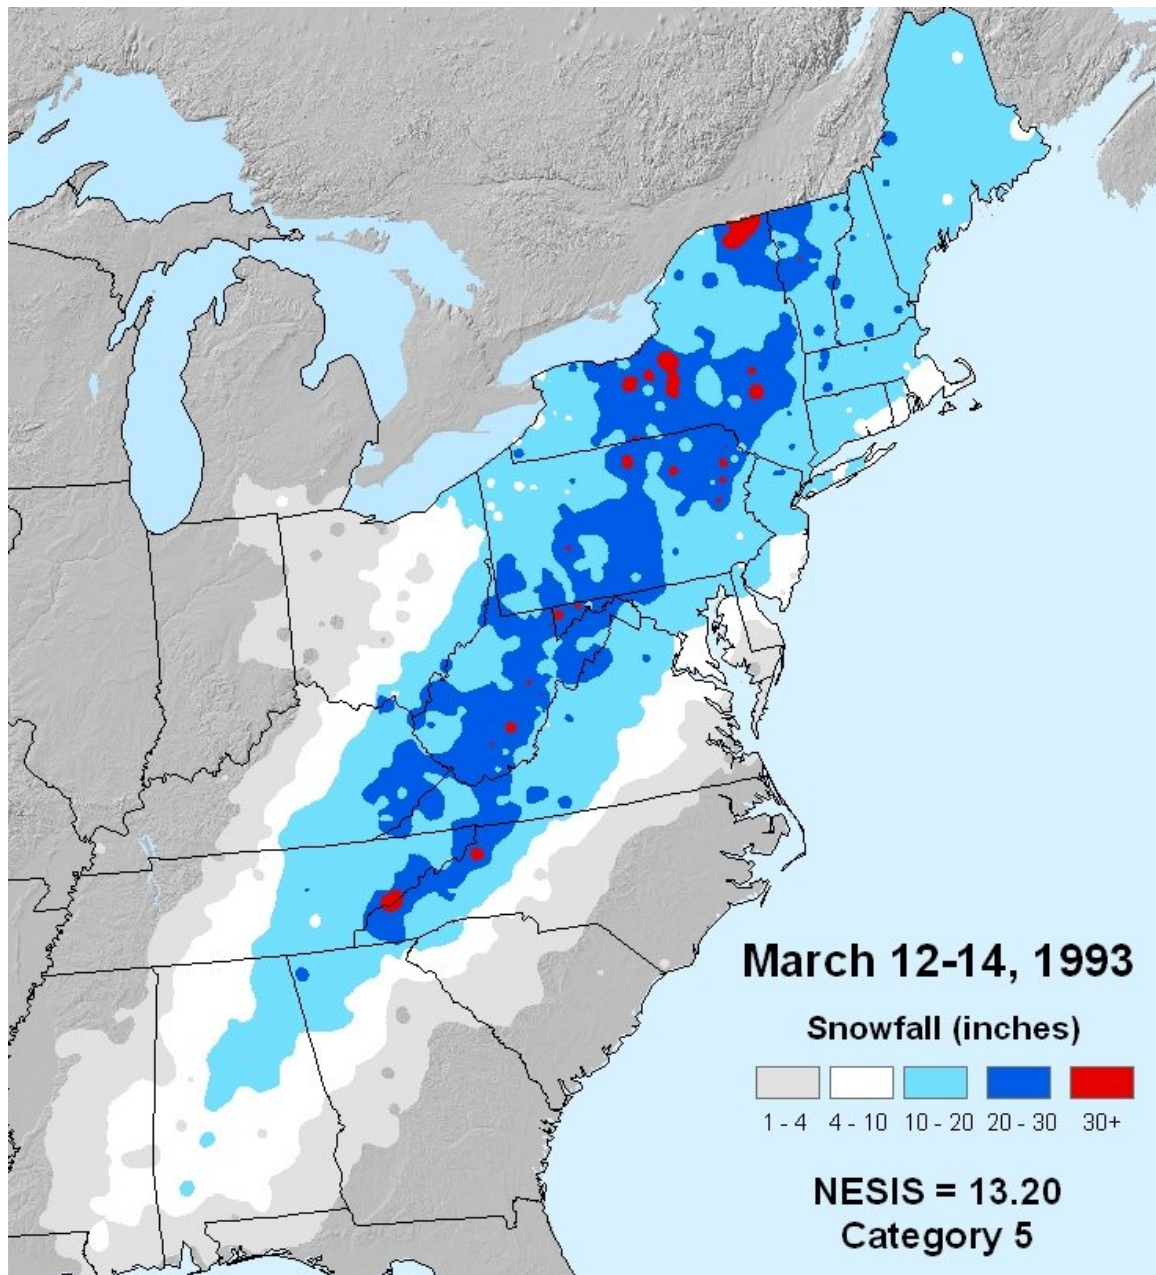 March 12-14, 1993
Snowfall (inches)
1 - 4 4 - 10 10 - 20 20 - 30 30+
NESIS = 13.20
Category 5